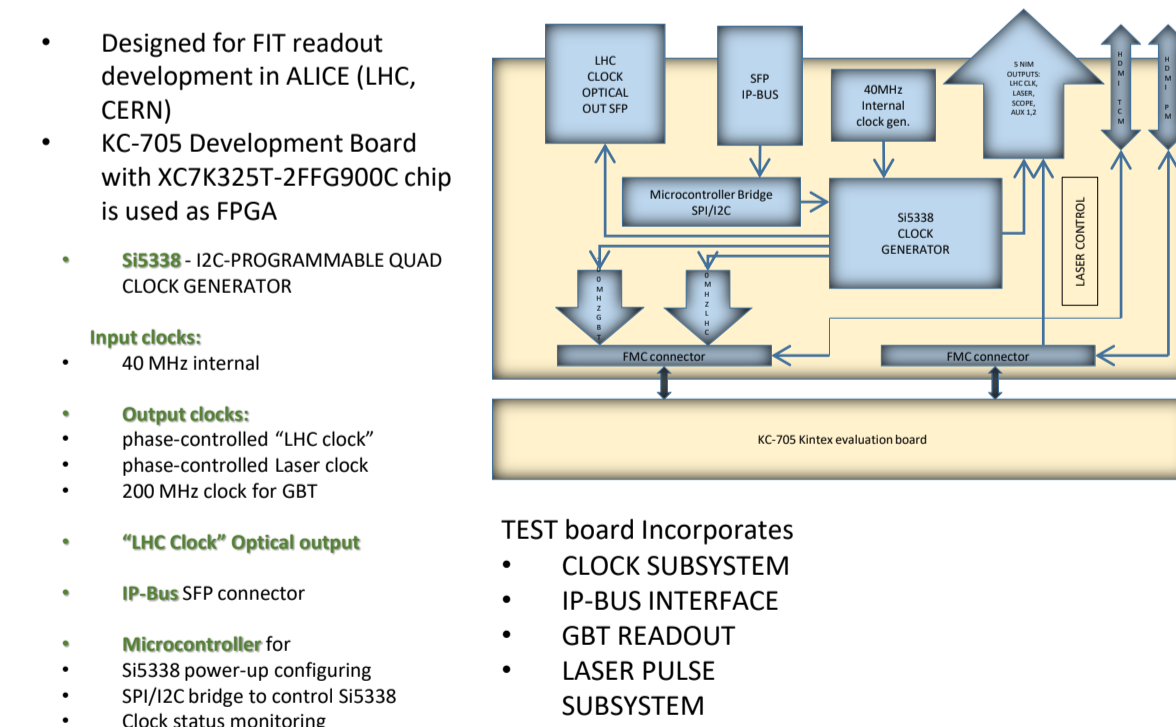 • Designed for FIT readout
development in ALICE (LHC,
CERN)
• KC-705 Development Board
with XC7K325T-2FFG900C chip
is used as FPGA
• Si5338 - I2C-PROGRAMMABLE QUAD
CLOCK GENERATOR
Input clocks:
• 40 MHz internal
• Output clocks:
• phase-controlled “LHC clock”
• phase-controlled Laser clock
• 200 MHz clock for GBT
• “LHC Clock” Optical output
• IP-Bus SFP connector
• Microcontroller for
• Si5338 power-up configuring
• SPI/I2C bridge to control Si5338
• Clock status monitoring
LHC
CLOCK
OPTICAL
OUT SFP
SFP
IP-BUS
40MHz
Internal
clock gen.
5 NIM
OUTPUTS:
LHC CLK,
LASER,
SCOPE,
AUX 1,2
HDMI TCM
HDMI PM
Microcontroller Bridge
SPI/I2C
Si5338
CLOCK
GENERATOR
LASER CONTROL
0MHZGBT
0MHZLHC
FMC connector
FMC connector
KC-705 Kintex evaluation board
TEST board Incorporates
• CLOCK SUBSYSTEM
• IP-BUS INTERFACE
• GBT READOUT
• LASER PULSE
SUBSYSTEM